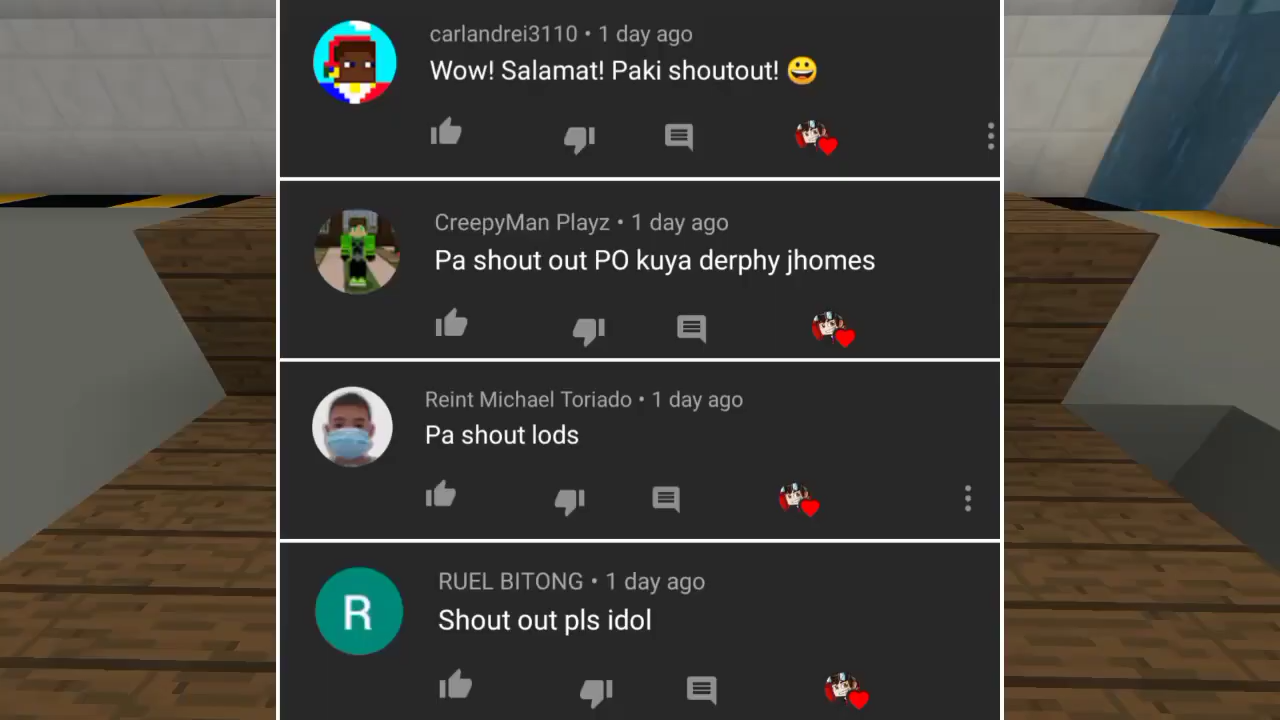 carlandrei3110 • 1 day ago
Wow! Salamat! Paki shoutout! 😀
CreepyMan Playz • 1 day ago
Pa shout out PO kuya derphy jhomes
Reint Michael Toriado • 1 day ago
Pa shout lods
R
RUEL BITONG • 1 day ago
Shout out pls idol